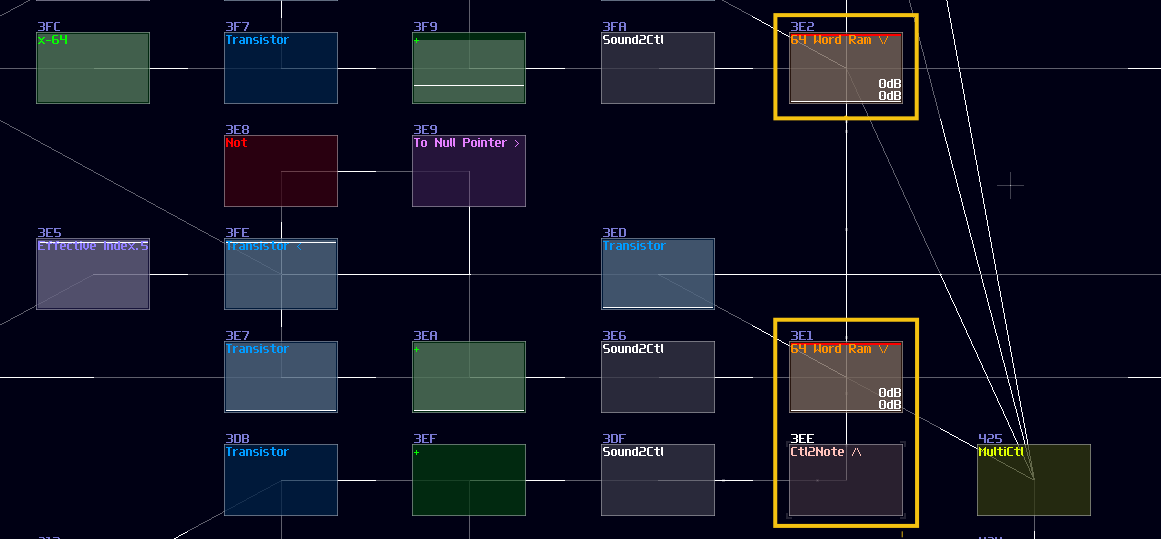 3FC
x-64
3F7
Transistor
3F9
+
3FA
Sound2Ctl
3E2
64 Word Ram \/
0dB
0dB
3E8
Not
3E9
To Null Pointer >
3E5
Effective index.S
3FE
Transistor <
3ED
Transistor
3E7
Transistor
3EA
+
3E6
Sound2Ctl
3E1
64 Word Ram \/
0dB
0dB
3DB
Transistor
3EF
+
3DF
Sound2Ctl
3EE
Ctl2Note /\
425
MultiCtl